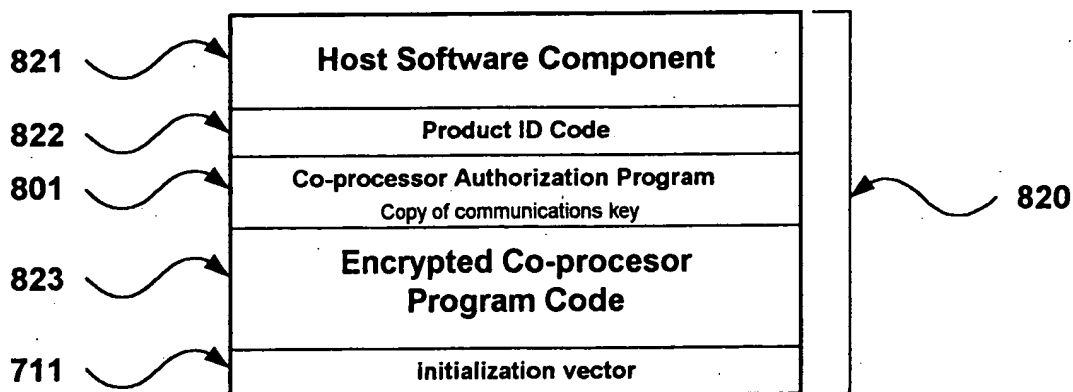 821 Host Software Component
822 Product ID Code
801 Co-processor Authorization Program
Copy of communications key
820
823 Encrypted Co-procesor
Program Code
711 initialization vector